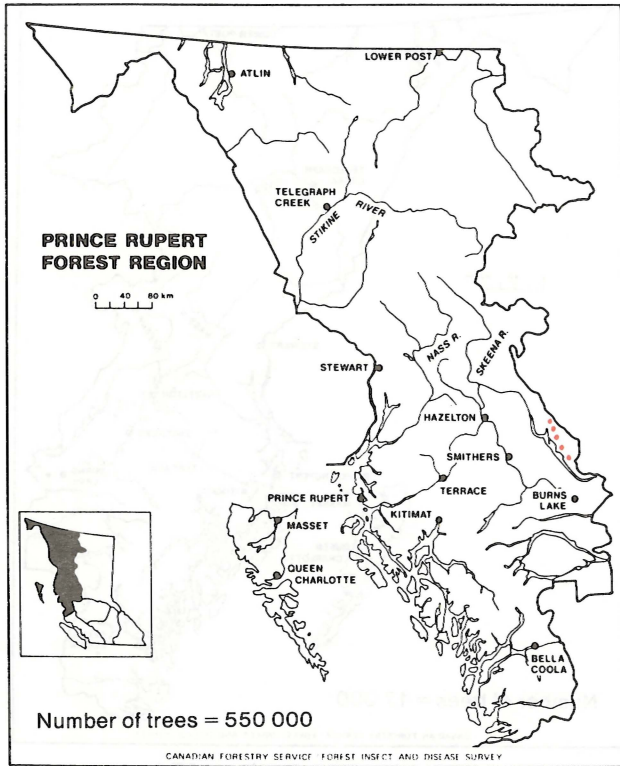 LOWER POST
ATLIN
TELEGRAPH
CREEK
STIKINE RIVER
PRINCE RUPERT
FOREST REGION
0 40 80 km
NASS R.
SKEENA R.
STEWART
HAZELTON
SMITHERS
TERRACE
PRINCE RUPERT
BURNS
LAKE
MASSET
KITIMAT
QUEEN
CHARLOTTE
BELLA
COOLA
Number of trees = 550 000
CANADIAN FORESTRY SERVICE FOREST INSECT AND DISEASE SURVEY